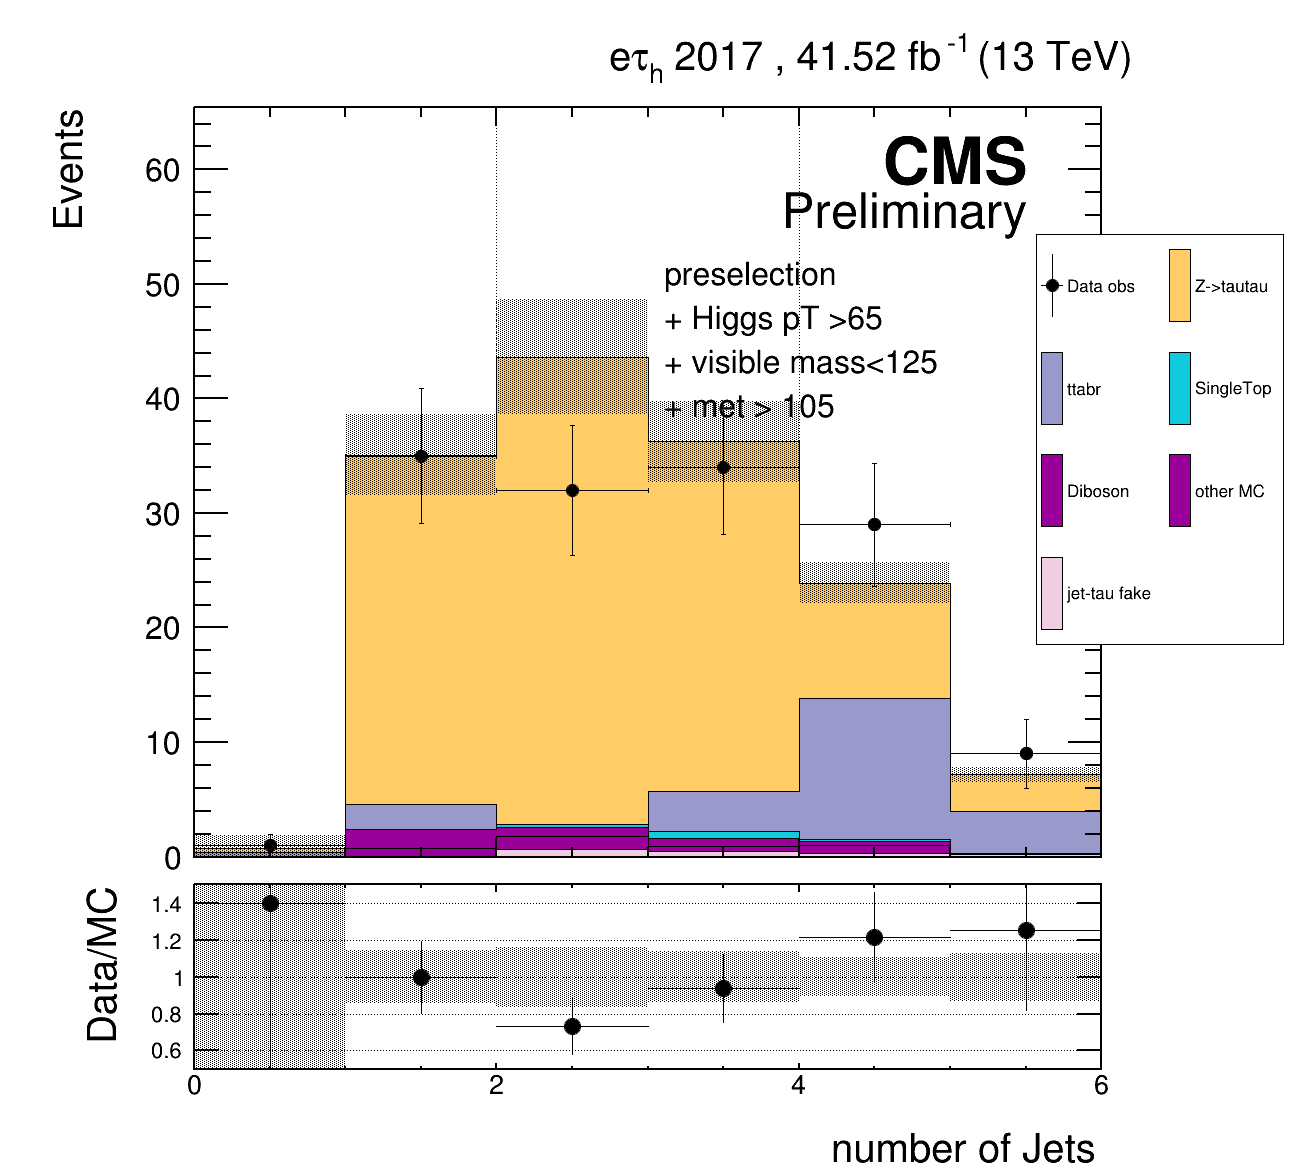 eτh 2017 , 41.52 fb-1 (13 TeV)
Events
60
50
40
30
20
10
0
CMS
Preliminary
preselection
+ Higgs pT >65
+ visible mass<125
+ met > 105
Data obs
Z->tautau
ttabr
SingleTop
Diboson
other MC
jet-tau fake
Data/MC
1.4
1.2
1
0.8
0.6
0
2
4
6
number of Jets